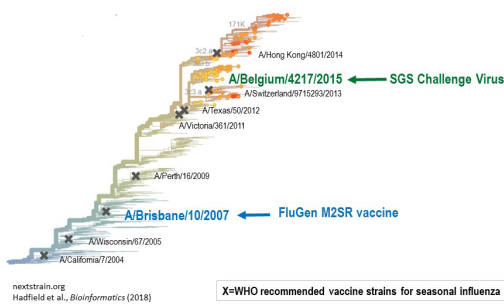 171K
3c2.a
A/Hong Kong/4801/2014
A/Belgium/4217/2015
SGS Challenge Virus
3c3.a
A/Switzerland/9715293/2013
A/Texas/50/2012
A/Victoria/361/2011
A/Perth/16/2009
A/Brisbane/10/2007
FluGen M2SR vaccine
A/Wisconsin/67/2005
A/California/7/2004
nextstrain.org
Hadfield et al., Bioinformatics (2018)
X=WHO recommended vaccine strains for seasonal influenza